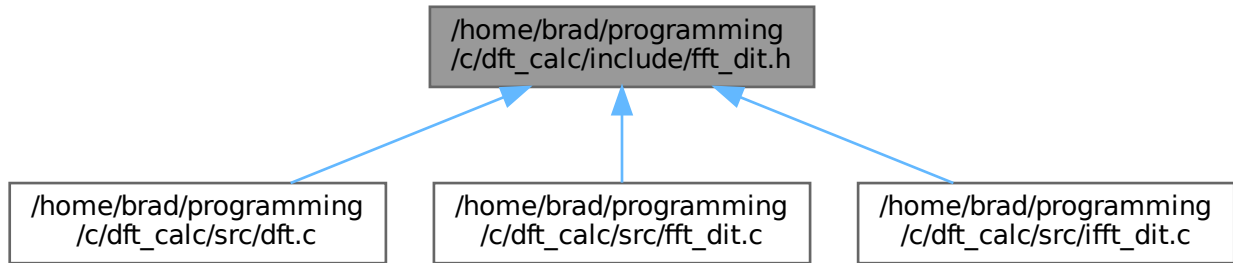 /home/brad/programming
/c/dft_calc/include/fft_dit.h
/home/brad/programming
/c/dft_calc/src/dft.c
/home/brad/programming
/c/dft_calc/src/fft_dit.c
/home/brad/programming
/c/dft_calc/src/ifft_dit.c